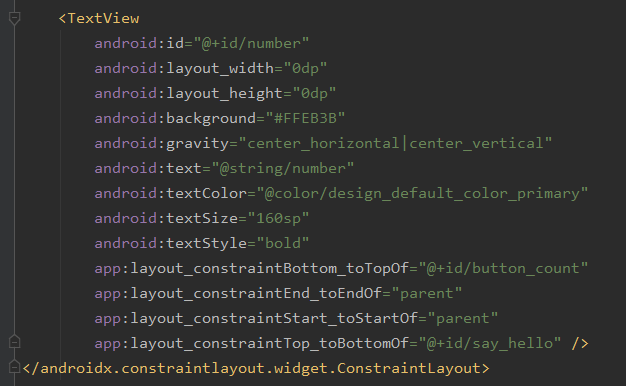 <TextView
android:id="@+id/number"
android:layout_width="0dp"
android:layout_height="0dp"
android:background="#FFEB3B"
android:gravity="center_horizontal|center_vertical"
android:text="@string/number"
android:textColor="@color/design_default_color_primary"
android:textSize="160sp"
android:textStyle="bold"
app:layout_constraintBottom_toTopOf="@+id/button_count"
app:layout_constraintEnd_toEndOf="parent"
app:layout_constraintStart_toStartOf="parent"
app:layout_constraintTop_toBottomOf="@+id/say_hello" />
</androidx.constraintlayout.widget.ConstraintLayout>